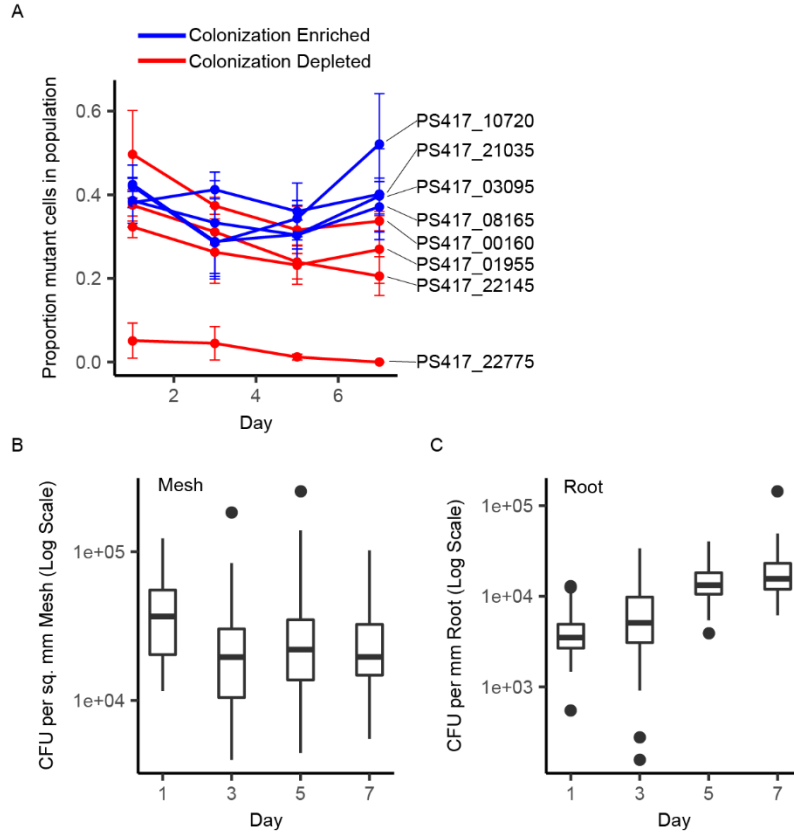 A
Colonization Enriched
Colonization Depleted
Proportion mutant cells in population
0.6
0.4
0.2
0.0
PS417_10720
PS417_21035
PS417_03095
PS417_08165
PS417_00160
PS417_01955
PS417_22145
PS417_22775
2 4 6
Day
B
Mesh
CFU per sq. mm Mesh (Log Scale)
1e+05
1e+04
1 3 5 7
Day
C
Root
CFU per mm Root (Log Scale)
1e+05
1e+04
1e+03
1 3 5 7
Day